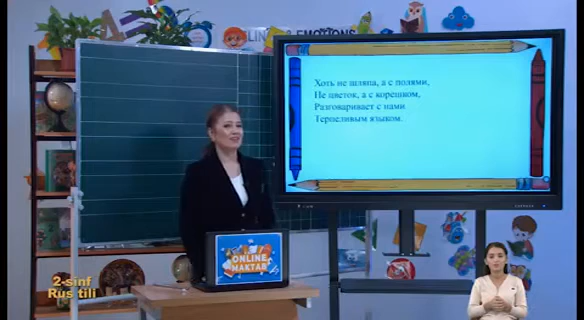 & EMOTIONS
Хоть не шляпа, а с полями,
Не цветок, а с корешком,
Разговаривает с нами
Терпеливым языком.
ONLINE
MAKTAB
2-sinf
Rus tili